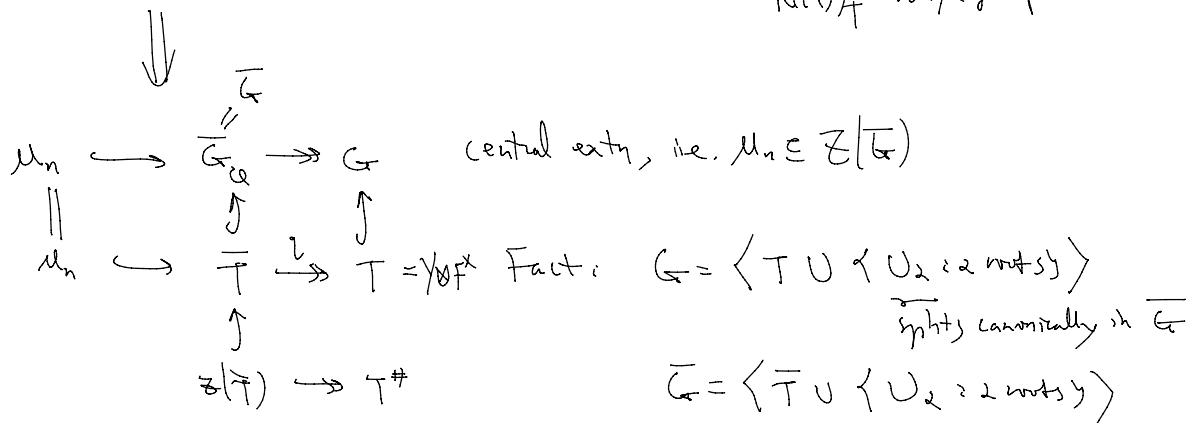 ⇓
Ḡ
μₙ ↪ Ḡ_Q ↠ G central extn, i.e. μₙ ⊆ Z(Ḡ)
μₙ ↪ T̄ ↠ T = Y⊗F^× Fact: G = ⟨T ∪ {U_α : α roots}⟩
splits canonically in Ḡ
Z(T̄) ↠ T^# Ḡ = ⟨T̄ ∪ {U_α : α roots}⟩